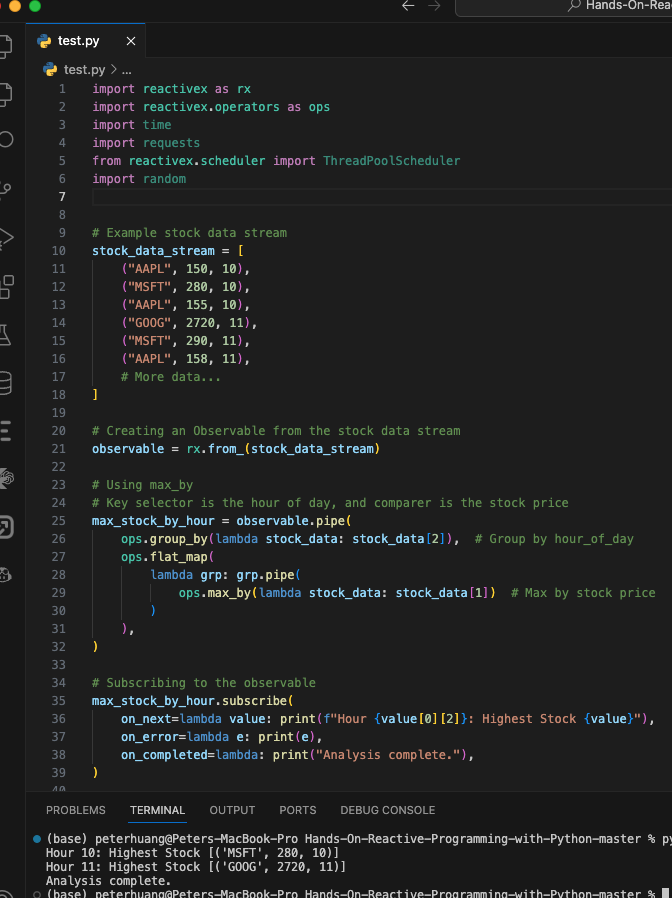 Hands-On-Rea
test.py
test.py > ...
1 import reactivex as rx
2 import reactivex.operators as ops
3 import time
4 import requests
5 from reactivex.scheduler import ThreadPoolScheduler
6 import random
7
8
9 # Example stock data stream
10 stock_data_stream = [
11     ("AAPL", 150, 10),
12     ("MSFT", 280, 10),
13     ("AAPL", 155, 10),
14     ("GOOG", 2720, 11),
15     ("MSFT", 290, 11),
16     ("AAPL", 158, 11),
17     # More data...
18 ]
19
20 # Creating an Observable from the stock data stream
21 observable = rx.from_(stock_data_stream)
22
23 # Using max_by
24 # Key selector is the hour of day, and comparer is the stock price
25 max_stock_by_hour = observable.pipe(
26     ops.group_by(lambda stock_data: stock_data[2]),  # Group by hour_of_day
27     ops.flat_map(
28         lambda grp: grp.pipe(
29             ops.max_by(lambda stock_data: stock_data[1])  # Max by stock price
30         )
31     ),
32 )
33
34 # Subscribing to the observable
35 max_stock_by_hour.subscribe(
36     on_next=lambda value: print(f"Hour {value[0][2]}: Highest Stock {value}"),
37     on_error=lambda e: print(e),
38     on_completed=lambda: print("Analysis complete."),
39 )
40
PROBLEMS TERMINAL OUTPUT PORTS DEBUG CONSOLE
(base) peterhuang@Peters-MacBook-Pro Hands-On-Reactive-Programming-with-Python-master % py
Hour 10: Highest Stock [('MSFT', 280, 10)]
Hour 11: Highest Stock [('GOOG', 2720, 11)]
Analysis complete.
(base) peterhuang@Peters-MacBook-Pro Hands-On-Reactive-Programming-with-Python-master %